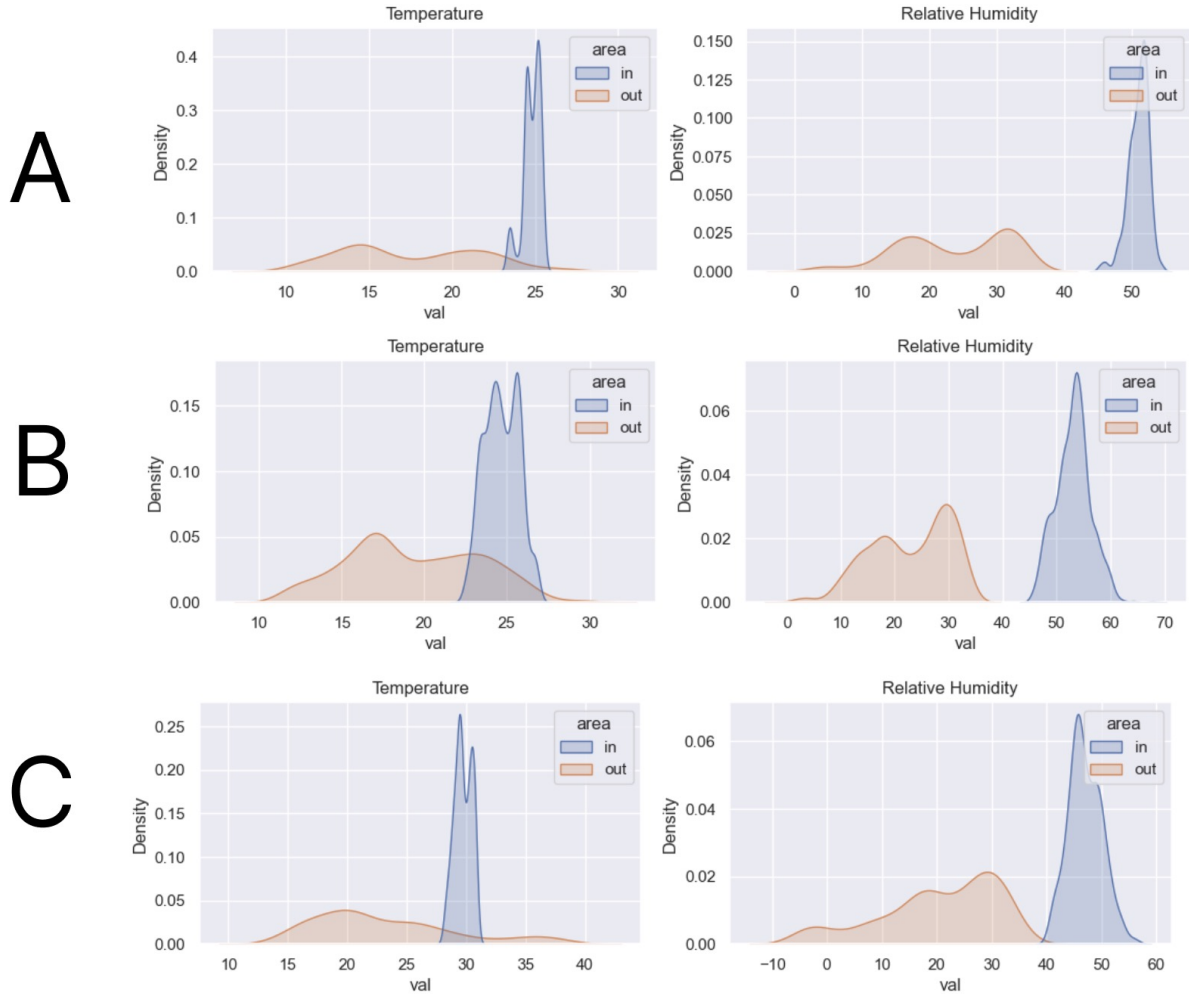 A
Temperature
Density
0.4
0.3
0.2
0.1
0.0
10 15 20 25 30
val
area
in
out
Relative Humidity
Density
0.150
0.125
0.100
0.075
0.050
0.025
0.000
0 10 20 30 40 50
val
area
in
out
B
Temperature
Density
0.15
0.10
0.05
0.00
10 15 20 25 30
val
area
in
out
Relative Humidity
Density
0.06
0.04
0.02
0.00
0 10 20 30 40 50 60 70
val
area
in
out
C
Temperature
Density
0.25
0.20
0.15
0.10
0.05
0.00
10 15 20 25 30 35 40
val
area
in
out
Relative Humidity
Density
0.06
0.04
0.02
0.00
−10 0 10 20 30 40 50 60
val
area
in
out